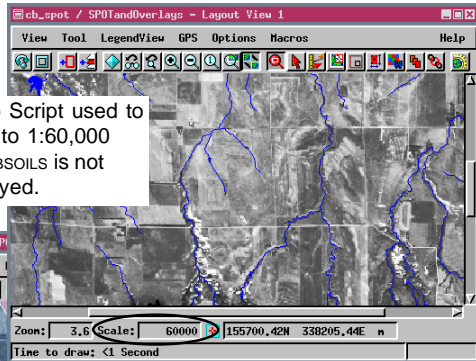 cb_spot / SPOTandOverlays - Layout View 1
View Tool LegendView GPS Options Macros Help
Script used to
to 1:60,000
BSOILS is not
yed.
Zoom: 3.6 Scale: 60000 155700.42N 338205.44E m
Time to draw: <1 Second